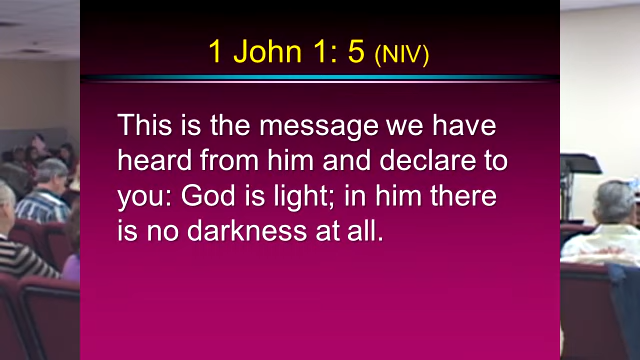 1 John 1: 5 (NIV)
This is the message we have
heard from him and declare to
you: God is light; in him there
is no darkness at all.